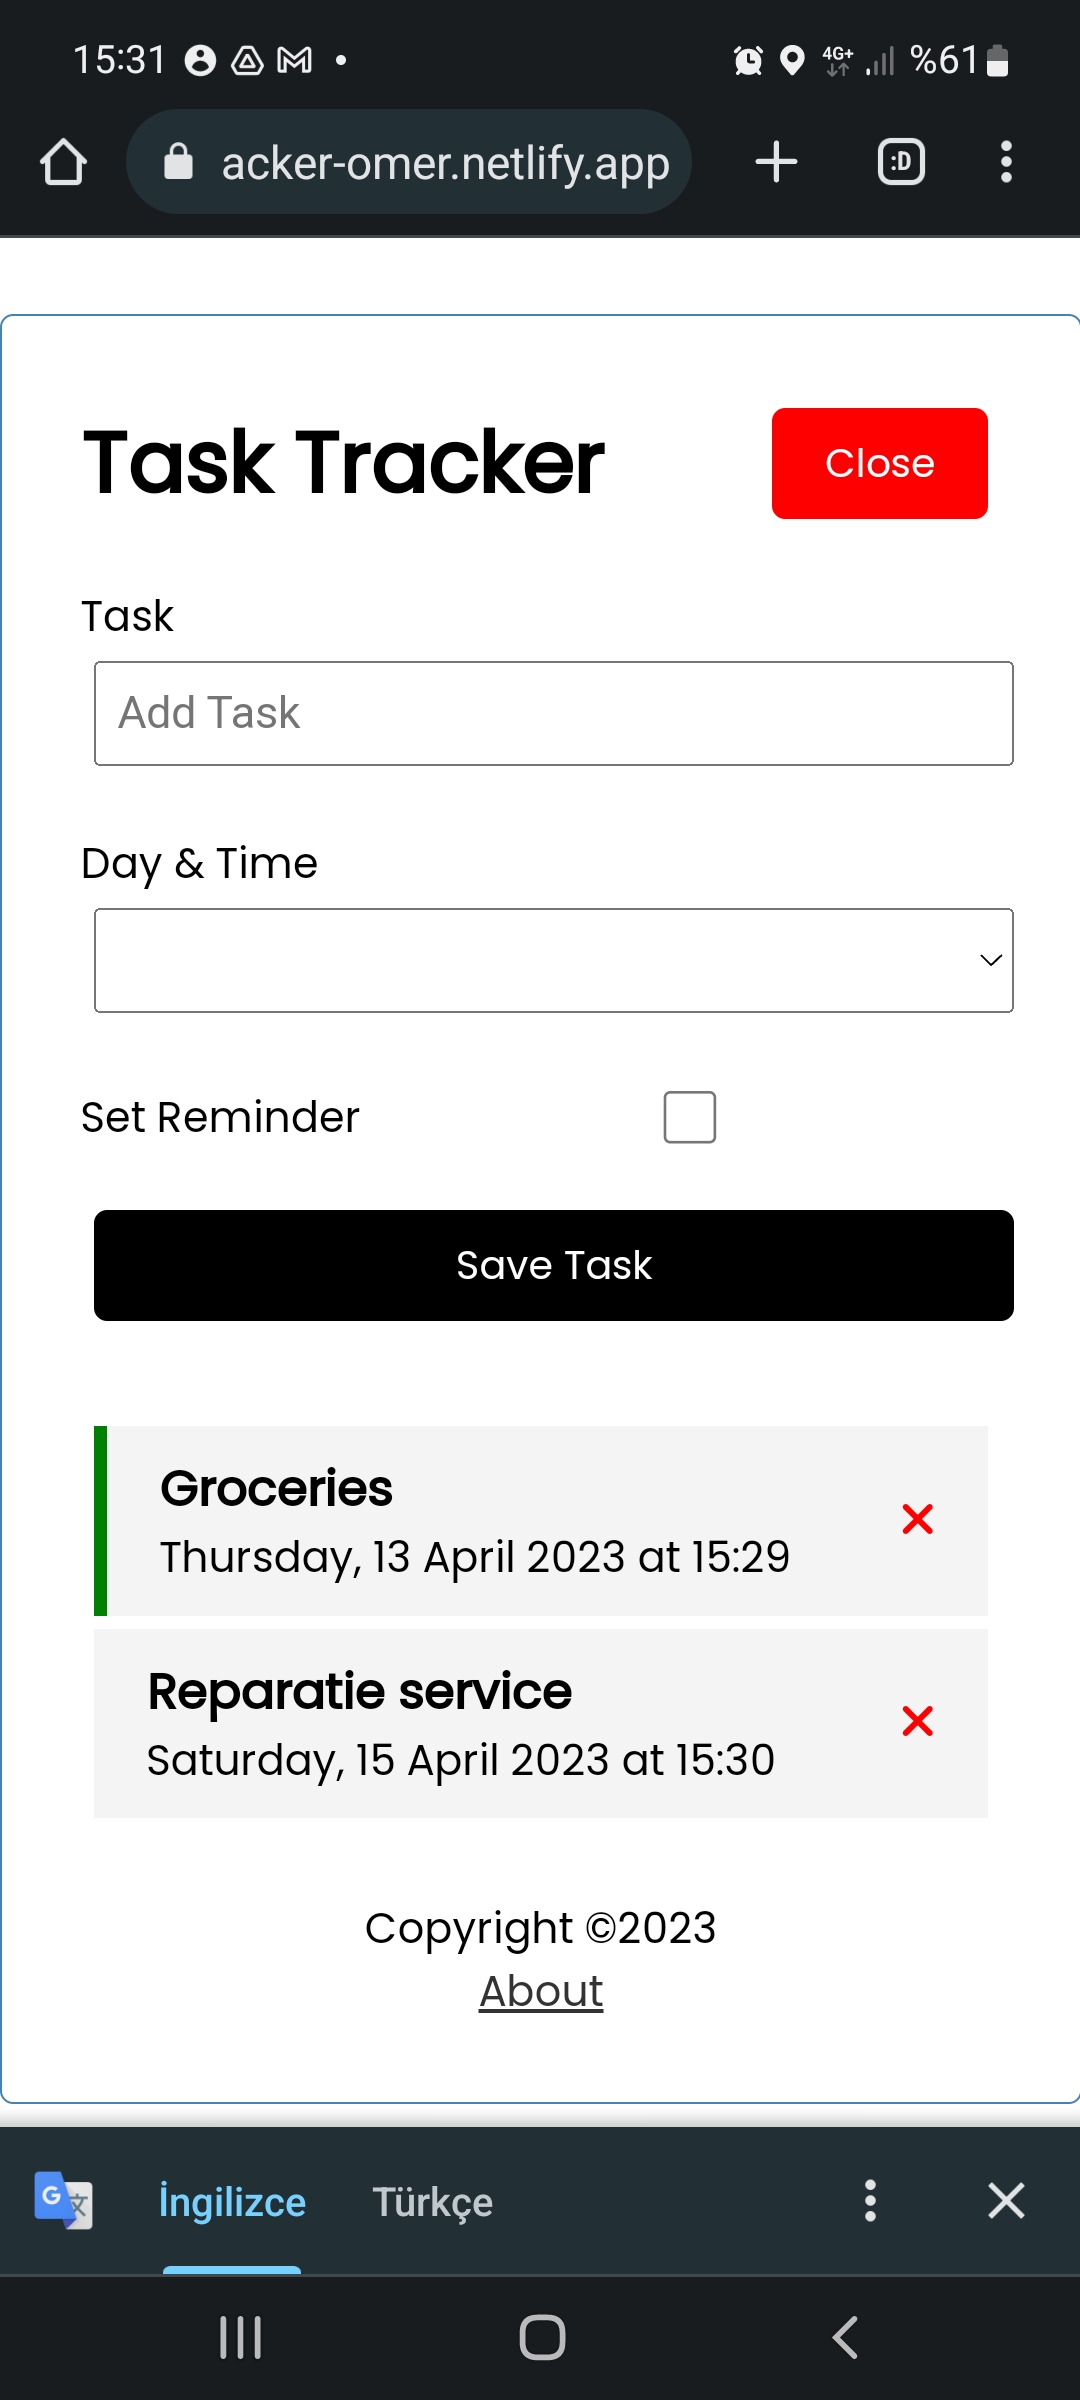 15:31
4G+
%61
acker-omer.netlify.app
:D
Task Tracker
Close
Task
Add Task
Day & Time
Set Reminder
Save Task
Groceries
Thursday, 13 April 2023 at 15:29
Reparatie service
Saturday, 15 April 2023 at 15:30
Copyright ©2023
About
G 文
İngilizce
Türkçe